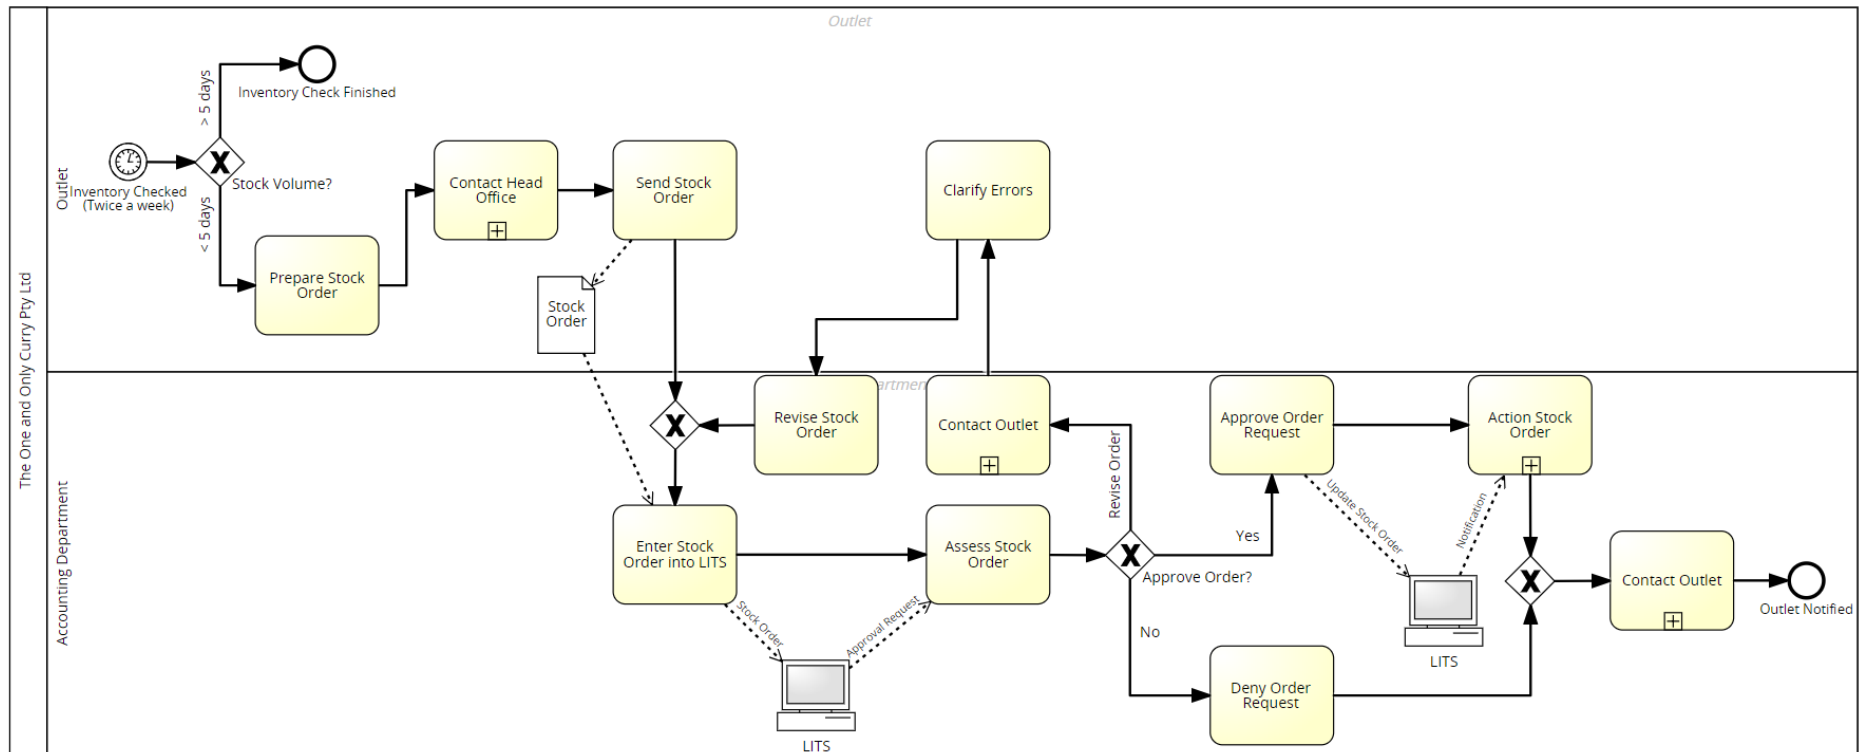 Outlet
The One and Only Curry Pty Ltd
Outlet
> 5 days
Inventory Check Finished
Stock Volume?
Inventory Checked
(Twice a week)
< 5 days
Prepare Stock
Order
Contact Head
Office
Send Stock
Order
Stock
Order
Clarify Errors
Accounting Department
artmen
Revise Stock
Order
Contact Outlet
Revise Order
Approve Order
Request
Action Stock
Order
Enter Stock
Order into LITS
Assess Stock
Order
Approve Order?
Yes
No
Update Stock Order
Notification
Stock Order
Approval Request
LITS
LITS
Deny Order
Request
Contact Outlet
Outlet Notified